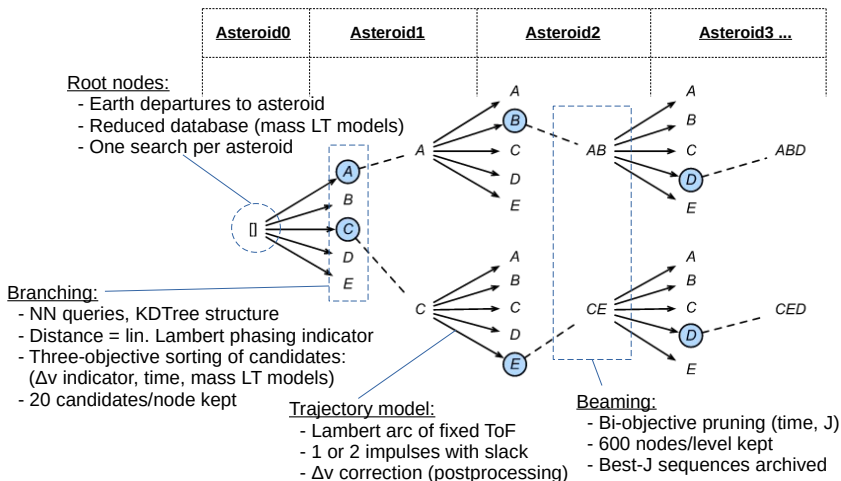 Asteroid0 Asteroid1 Asteroid2 Asteroid3 ...
Root nodes:
- Earth departures to asteroid
- Reduced database (mass LT models)
- One search per asteroid
[]
A
B
C
D
E
A
C
A
B
C
D
E
A
B
C
D
E
AB
CE
A
B
C
D
E
A
B
C
D
E
ABD
CED
Branching:
- NN queries, KDTree structure
- Distance = lin. Lambert phasing indicator
- Three-objective sorting of candidates:
(Δv indicator, time, mass LT models)
- 20 candidates/node kept
Trajectory model:
- Lambert arc of fixed ToF
- 1 or 2 impulses with slack
- Δv correction (postprocessing)
Beaming:
- Bi-objective pruning (time, J)
- 600 nodes/level kept
- Best-J sequences archived